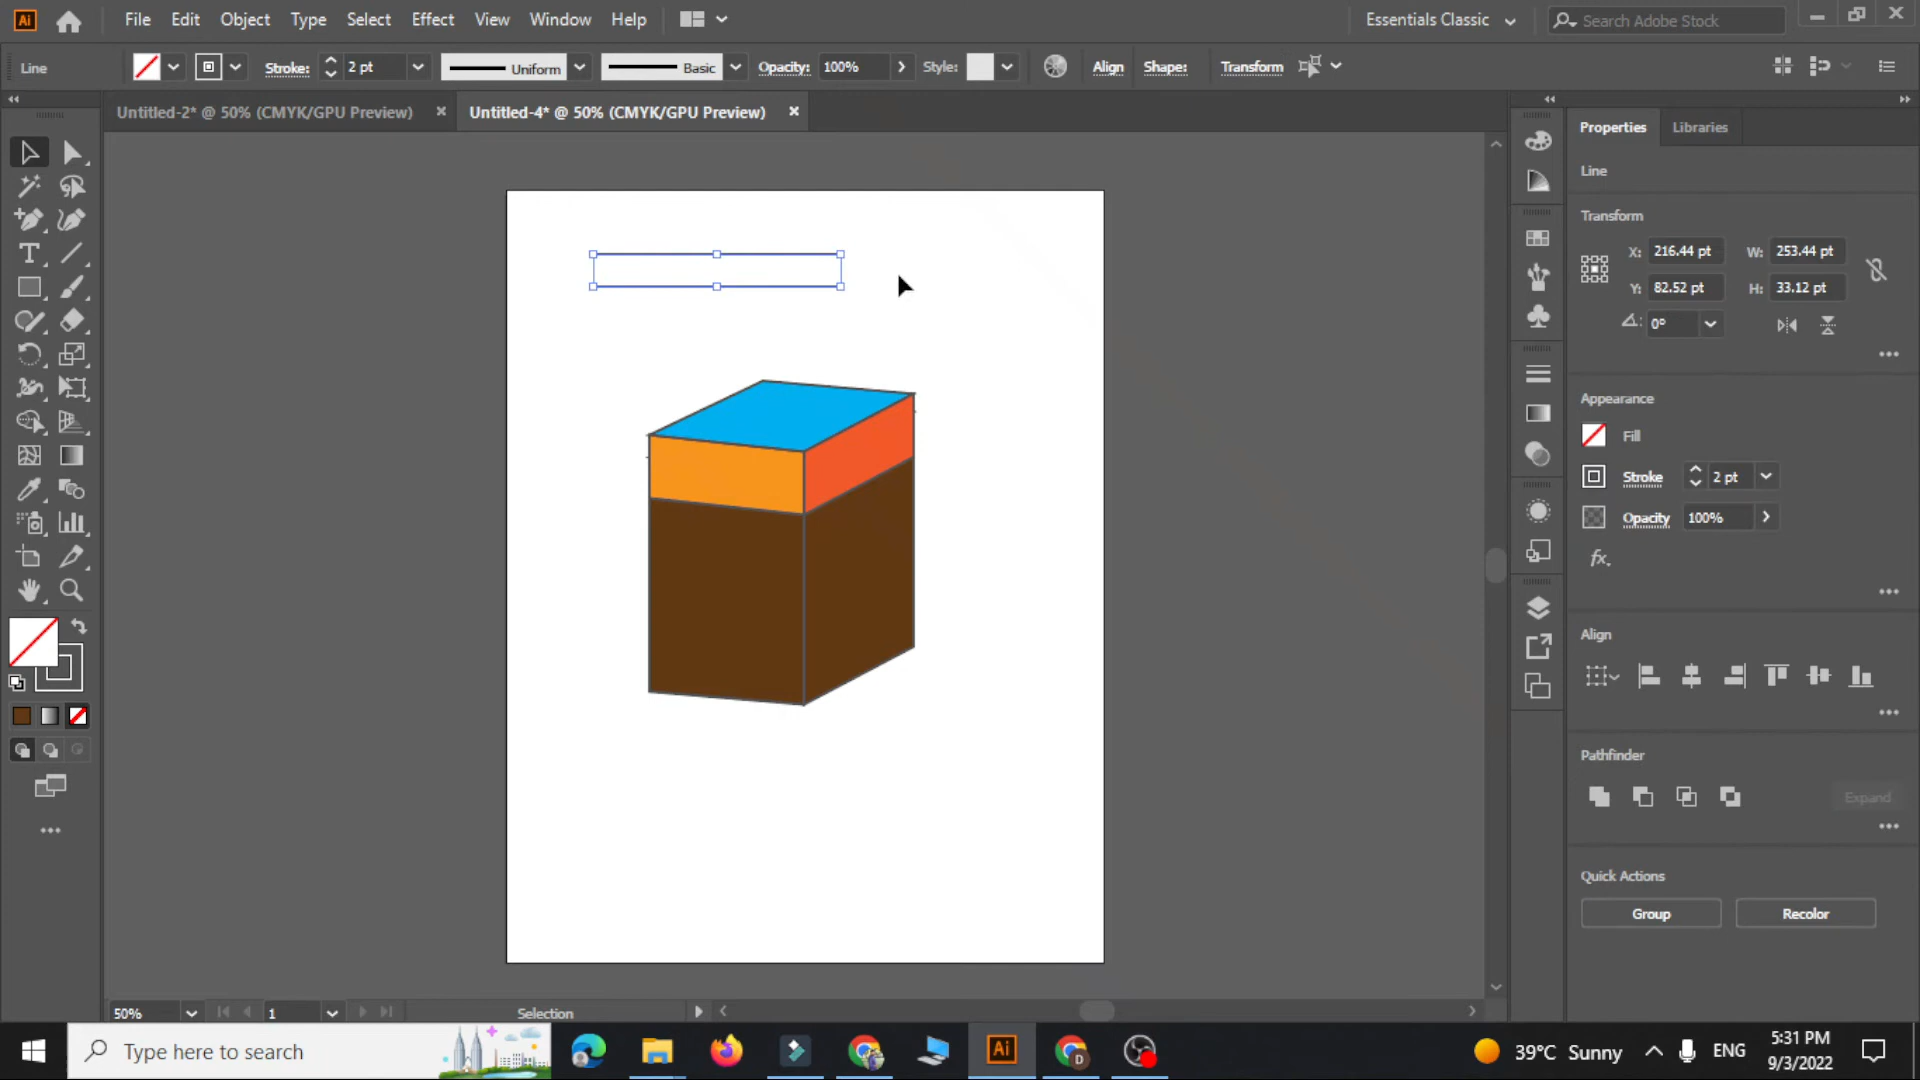 Ai File Edit Object Type Select Effect View Window Help Essentials Classic Search Adobe Stock
Line Stroke: 2 pt Uniform Basic Opacity: 100% Style: Align Shape: Transform
Untitled-2* @ 50% (CMYK/GPU Preview) Untitled-4* @ 50% (CMYK/GPU Preview)
Properties Libraries
Line
Transform
X: 216.44 pt W: 253.44 pt
Y: 82.52 pt H: 33.12 pt
0°
Appearance
Fill
Stroke 2 pt
Opacity 100%
fx.
Align
Pathfinder
Expand
Quick Actions
Group Recolor
50% 1 Selection
Type here to search Ai D 39°C Sunny ENG 5:31 PM
9/3/2022